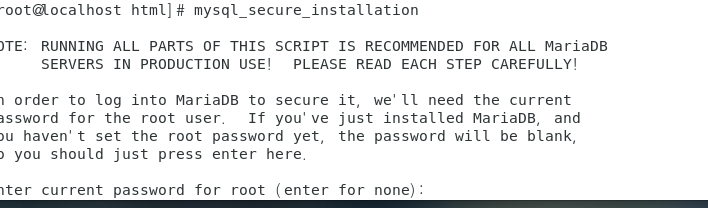 root@localhost html]# mysql_secure_installation
OTE: RUNNING ALL PARTS OF THIS SCRIPT IS RECOMMENDED FOR ALL MariaDB
SERVERS IN PRODUCTION USE!  PLEASE READ EACH STEP CAREFULLY!
n order to log into MariaDB to secure it, we'll need the current
assword for the root user.  If you've just installed MariaDB, and
ou haven't set the root password yet, the password will be blank,
o you should just press enter here.
nter current password for root (enter for none):